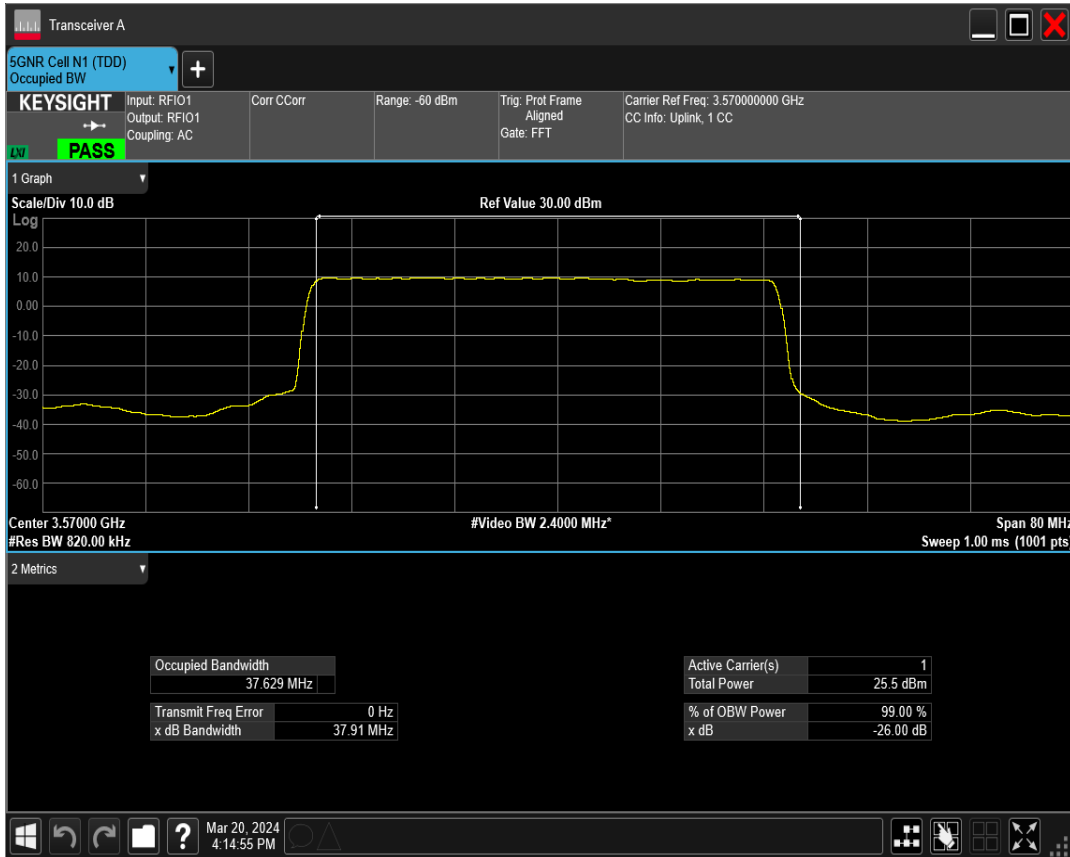 Transceiver A
5GNR Cell N1 (TDD)
Occupied BW
+
KEYSIGHT
LXI
PASS
Input: RFIO1
Output: RFIO1
Coupling: AC
Corr CCorr
Range: -60 dBm
Trig: Prot Frame
Aligned
Gate: FFT
Carrier Ref Freq: 3.570000000 GHz
CC Info: Uplink, 1 CC
1 Graph
Scale/Div 10.0 dB
Ref Value 30.00 dBm
Log
20.0
10.0
0.00
-10.0
-20.0
-30.0
-40.0
-50.0
-60.0
Center 3.57000 GHz
#Video BW 2.4000 MHz*
Span 80 MHz
#Res BW 820.00 kHz
Sweep 1.00 ms (1001 pts)
2 Metrics
Occupied Bandwidth
37.629 MHz
Transmit Freq Error 0 Hz
x dB Bandwidth 37.91 MHz
Active Carrier(s) 1
Total Power 25.5 dBm
% of OBW Power 99.00 %
x dB -26.00 dB
?
Mar 20, 2024
4:14:55 PM